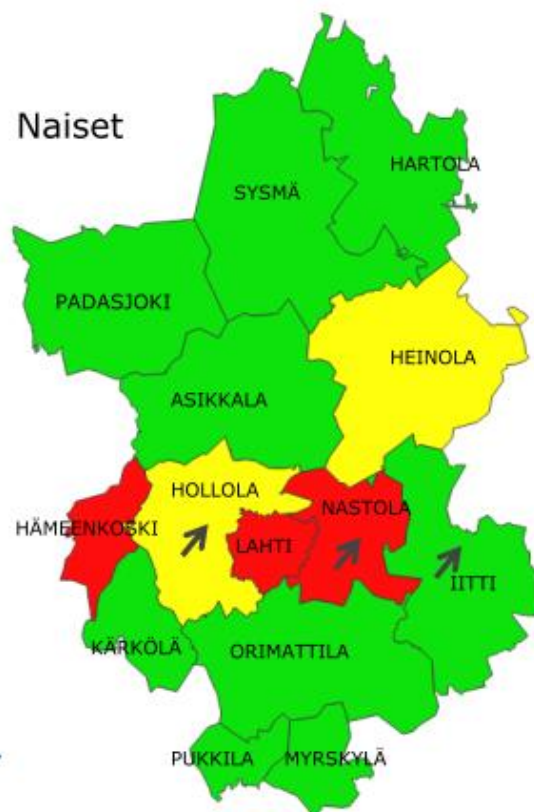 Naiset
HARTOLA
SYSMÄ
PADASJOKI
HEINOLA
ASIKKALA
HOLLOLA
NASTOLA
HÄMEENKOSKI
LAHTI
IITTI
KÄRKÖLÄ
ORIMATTILA
PUKKILA
MYRSKYLÄ